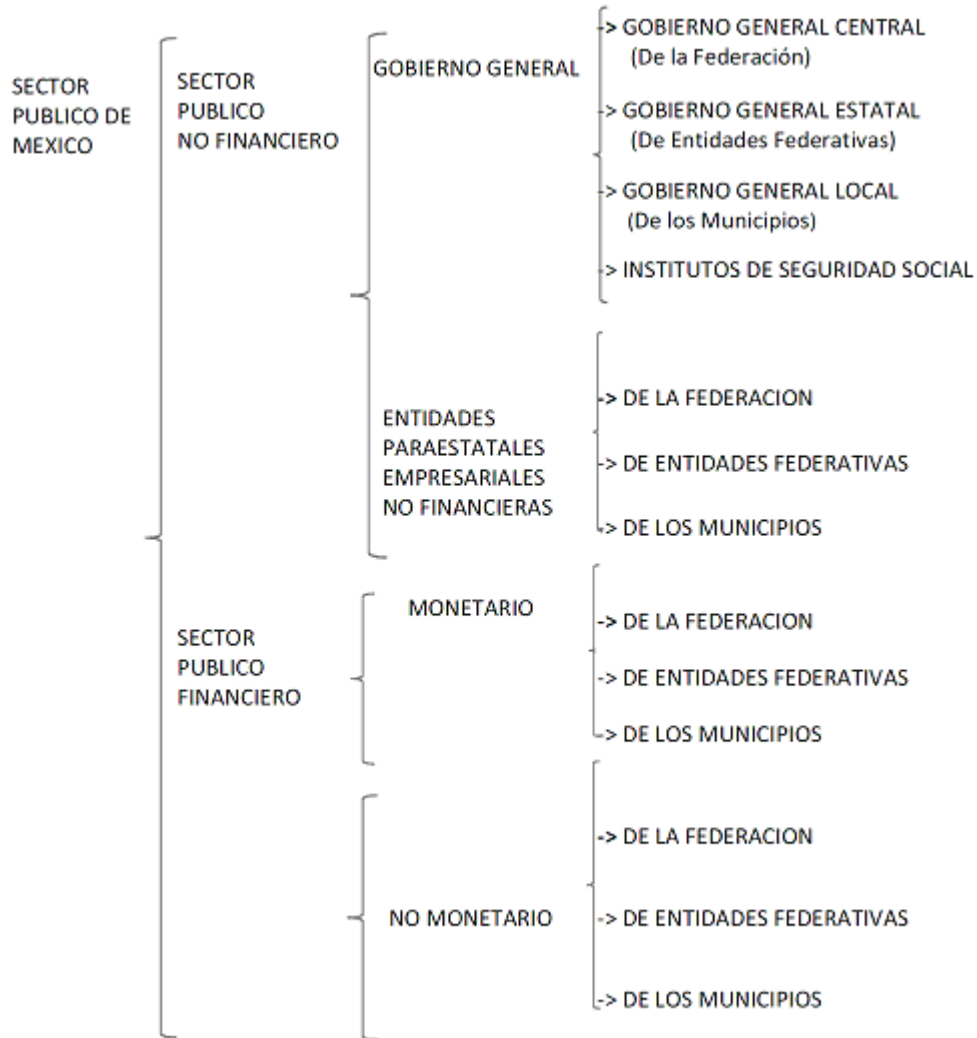 SECTOR
PUBLICO DE
MEXICO
SECTOR
PUBLICO
NO FINANCIERO
GOBIERNO GENERAL
-> GOBIERNO GENERAL CENTRAL
(De la Federación)
-> GOBIERNO GENERAL ESTATAL
(De Entidades Federativas)
-> GOBIERNO GENERAL LOCAL
(De los Municipios)
-> INSTITUTOS DE SEGURIDAD SOCIAL
ENTIDADES
PARAESTATALES
EMPRESARIALES
NO FINANCIERAS
-> DE LA FEDERACION
-> DE ENTIDADES FEDERATIVAS
-> DE LOS MUNICIPIOS
SECTOR
PUBLICO
FINANCIERO
MONETARIO
-> DE LA FEDERACION
-> DE ENTIDADES FEDERATIVAS
-> DE LOS MUNICIPIOS
NO MONETARIO
-> DE LA FEDERACION
-> DE ENTIDADES FEDERATIVAS
-> DE LOS MUNICIPIOS